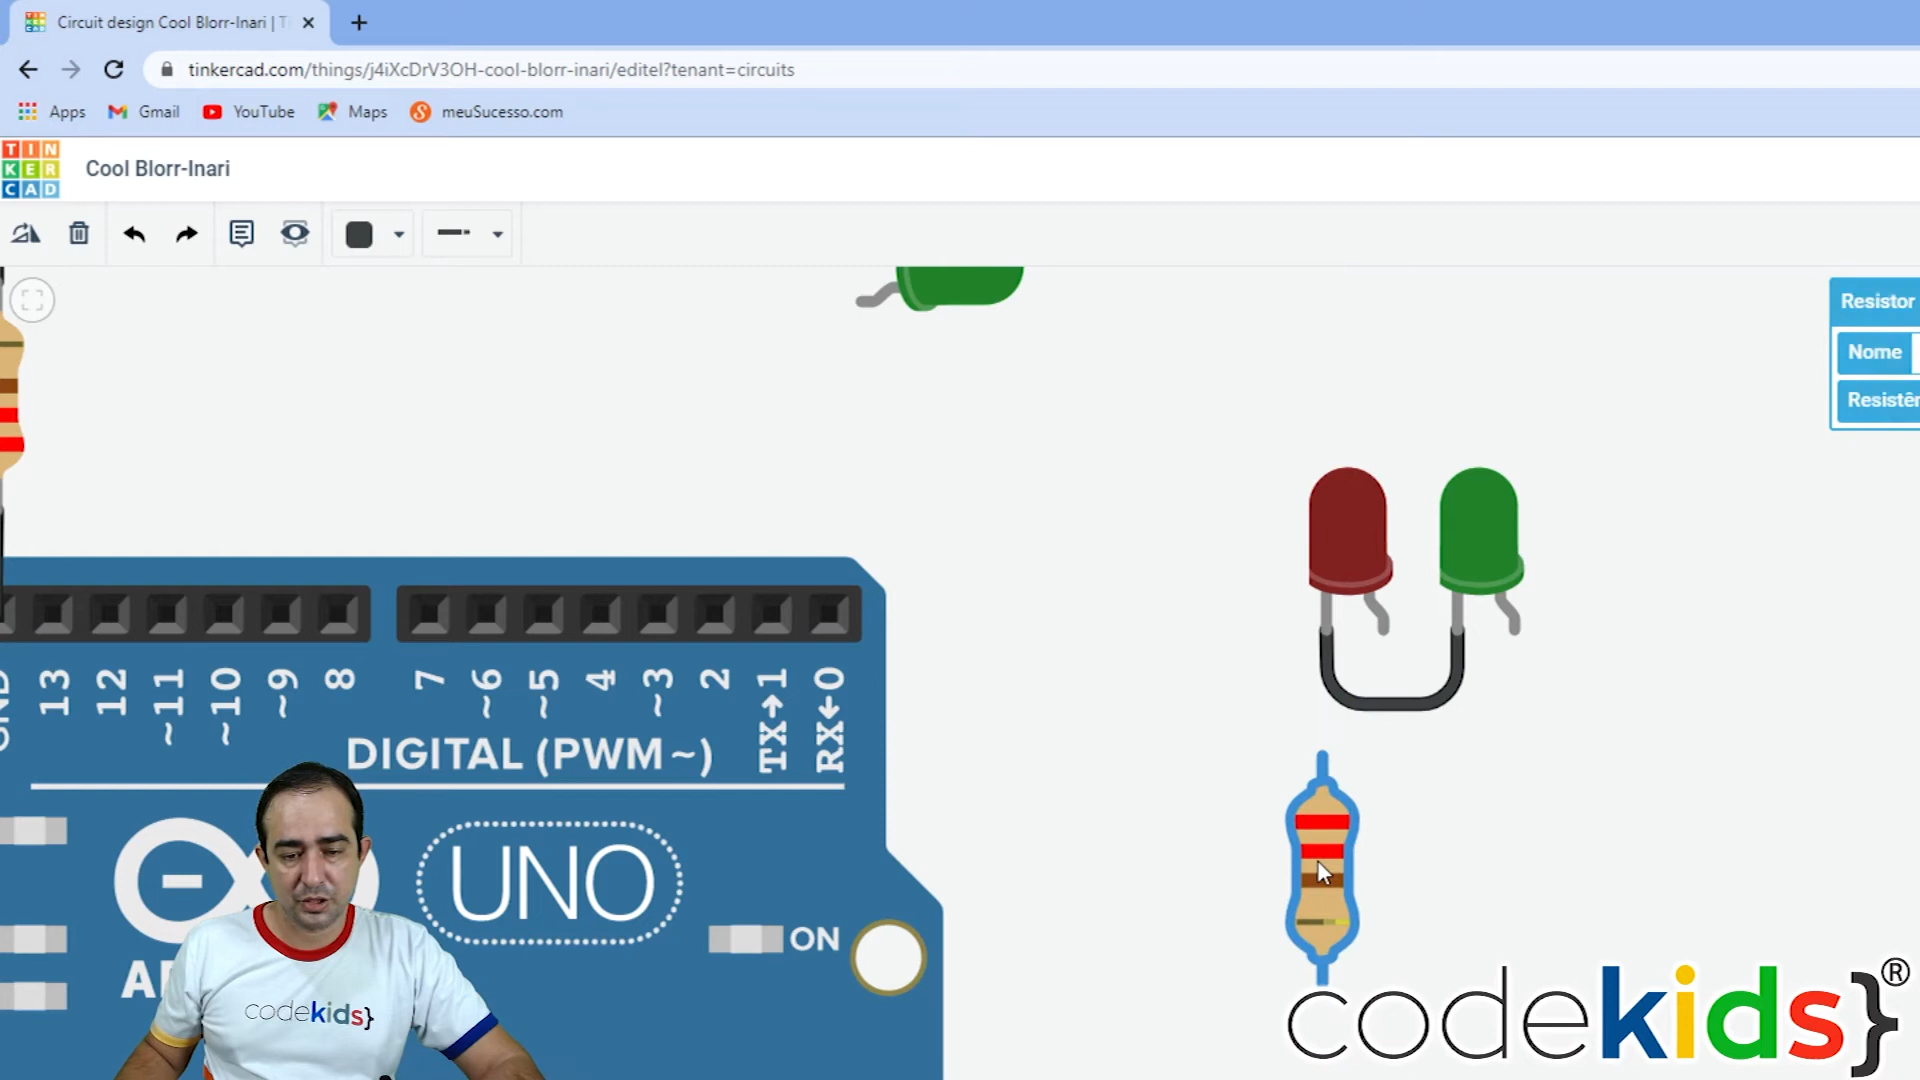 Circuit design Cool Blorr-Inari | T
tinkercad.com/things/j4iXcDrV3OH-cool-blorr-inari/editel?tenant=circuits
Apps
Gmail
YouTube
Maps
meuSucesso.com
TIN
KER
CAD
Cool Blorr-Inari
Resistor
Nome
Resistên
GND
13
12
~11
~10
~9
8
7
~6
~5
4
~3
2
TX→1
RX←0
DIGITAL (PWM~)
UNO
ON
AR
codekids}
codekids}®